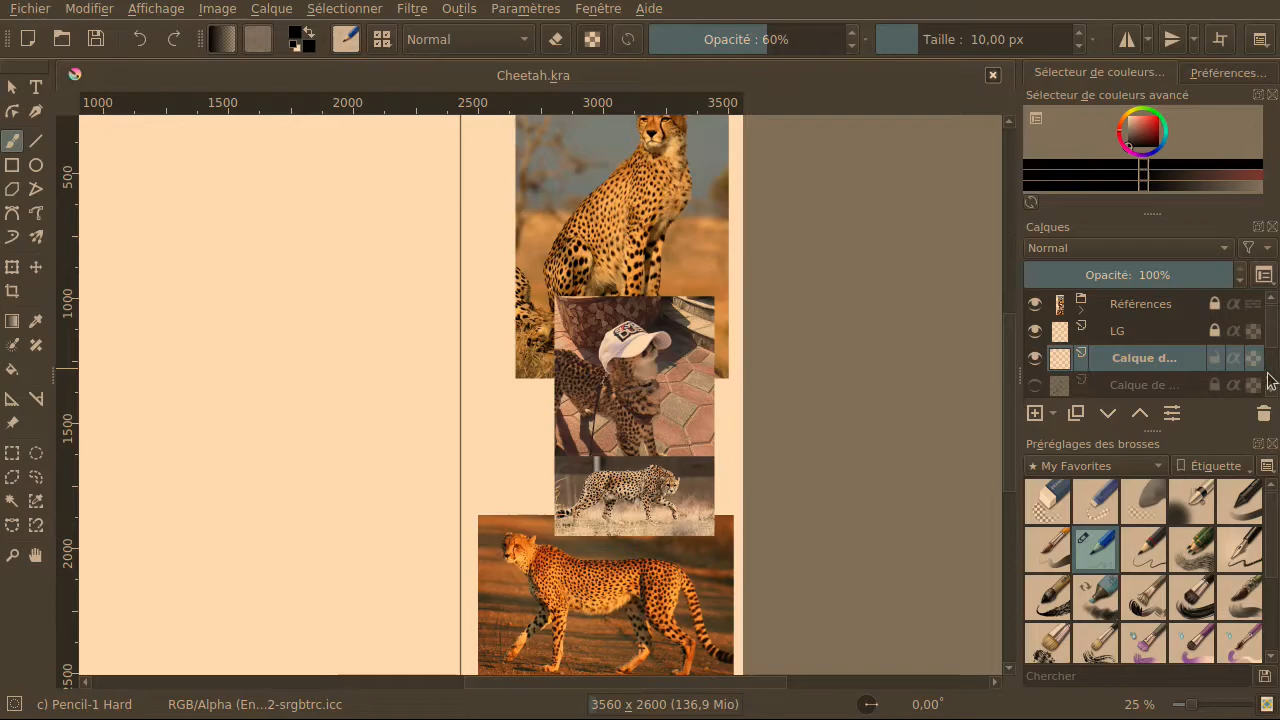 Fichier Modifier Affichage Image Calque Sélectionner Filtre Outils Paramètres Fenêtre Aide
Normal Opacité : 60% Taille : 10,00 px
Cheetah.kra
Sélecteur de couleurs... Préférences...
Sélecteur de couleurs avancé
1000 1500 2000 2500 3000 3500
500
1000
1500
2000
2500
Calques
Normal
Opacité: 100%
Références
LG
Calque d...
Calque de ...
Préréglages des brosses
★ My Favorites Étiquette
Chercher
c) Pencil-1 Hard RGB/Alpha (En...2-srgbtrc.icc 3560 x 2600 (136,9 Mio) 0,00° 25 %